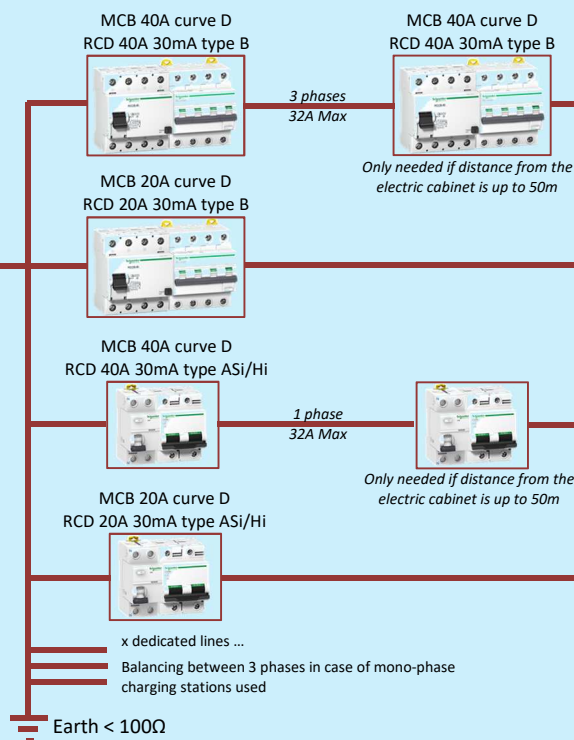 MCB 40A curve D
RCD 40A 30mA type B
MCB 40A curve D
RCD 40A 30mA type B
3 phases
32A Max
Only needed if distance from the
electric cabinet is up to 50m
MCB 20A curve D
RCD 20A 30mA type B
MCB 40A curve D
RCD 40A 30mA type ASi/Hi
1 phase
32A Max
Only needed if distance from the
electric cabinet is up to 50m
MCB 20A curve D
RCD 20A 30mA type ASi/Hi
x dedicated lines ...
Balancing between 3 phases in case of mono-phase
charging stations used
Earth < 100Ω